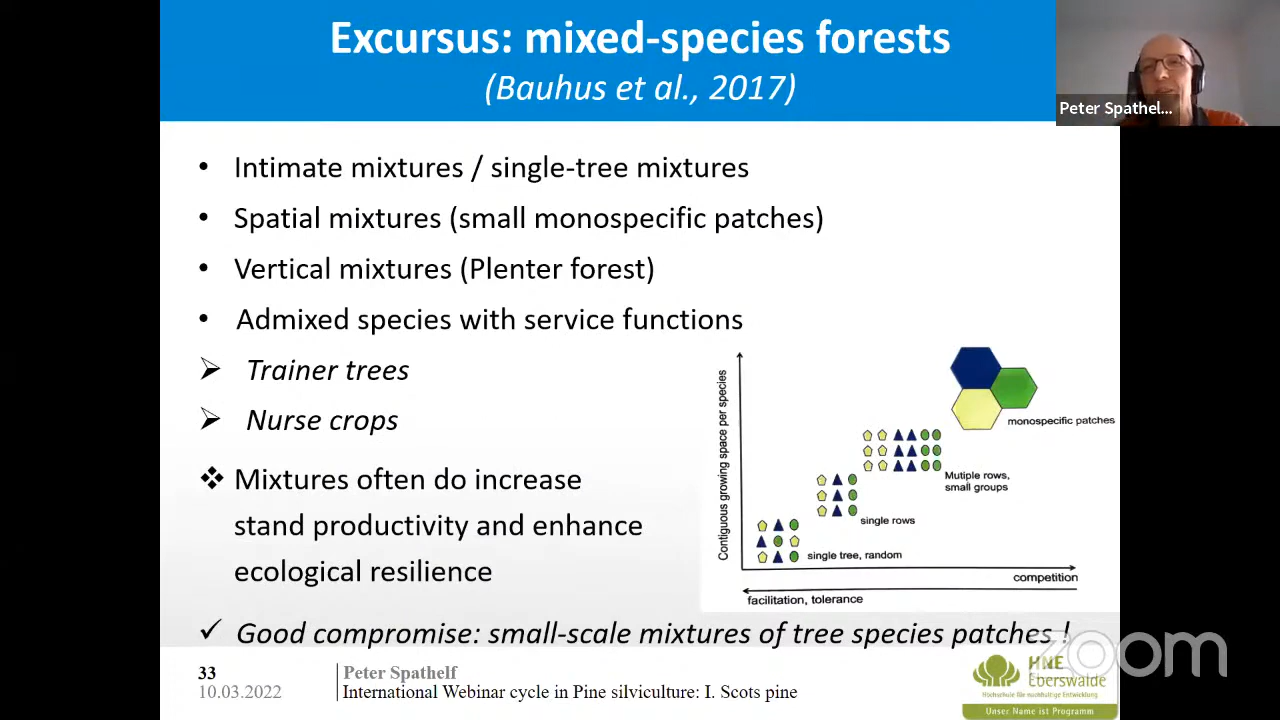 Excursus: mixed-species forests
(Bauhus et al., 2017)
Peter Spathel...
• Intimate mixtures / single-tree mixtures
• Spatial mixtures (small monospecific patches)
• Vertical mixtures (Plenter forest)
• Admixed species with service functions
➢ Trainer trees
➢ Nurse crops
❖ Mixtures often do increase
stand productivity and enhance
ecological resilience
Contiguous growing space per species
monospecific patches
Mutiple rows,
small groups
single rows
single tree, random
competition
facilitation, tolerance
✓ Good compromise: small-scale mixtures of tree species patches !
33
10.03.2022
Peter Spathelf
International Webinar cycle in Pine silviculture: I. Scots pine
HNE
Eberswalde
Hochschule für nachhaltige Entwicklung
Unser Name ist Programm
zoom